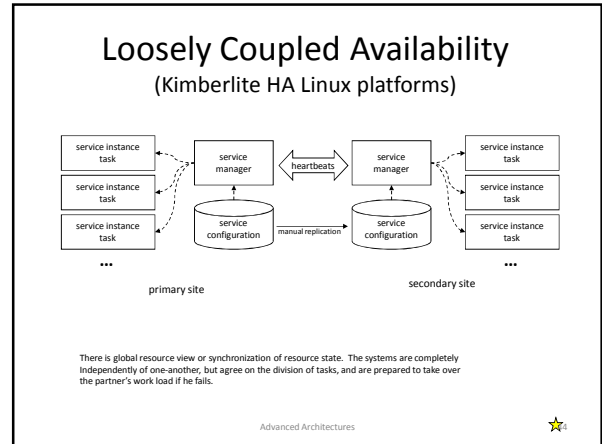 Loosely Coupled Availability
(Kimberlite HA Linux platforms)
service instance
task
service
manager
heartbeats
service
manager
service instance
task
service instance
task
service instance
task
service instance
task
service
configuration
manual replication
service
configuration
service instance
task
...
...
primary site
secondary site
There is global resource view or synchronization of resource state. The systems are completely
Independently of one-another, but agree on the division of tasks, and are prepared to take over
the partner's work load if he fails.
Advanced Architectures